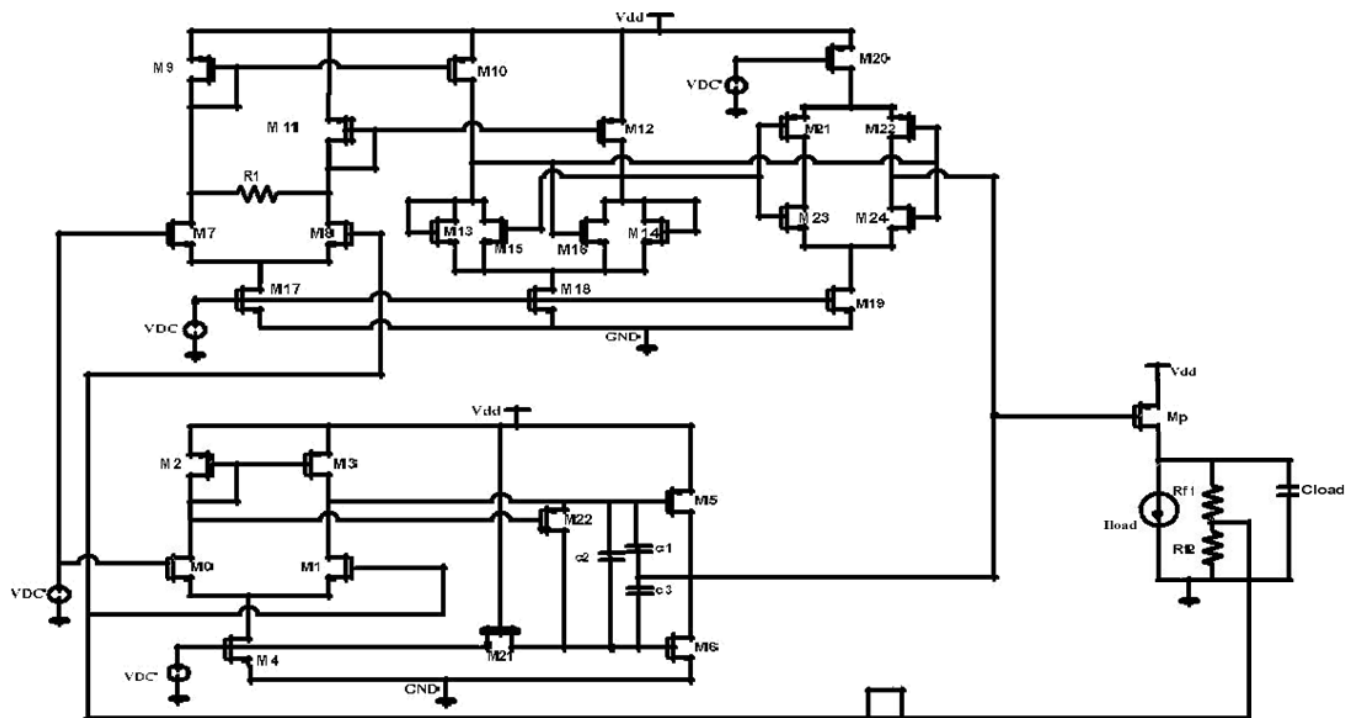 Vdd
M9
M10
M20
VDC
M11
M12
M21
M22
R1
M7
M8
M13
M15
M16
M14
M23
M24
M17
M18
M19
VDC
GND
Vdd
Vdd
Mp
M2
M3
M5
M22
c1
c2
c3
Rf1
Cload
Iload
Rf2
M0
M1
VDC
M4
M21
M6
VDC
GND